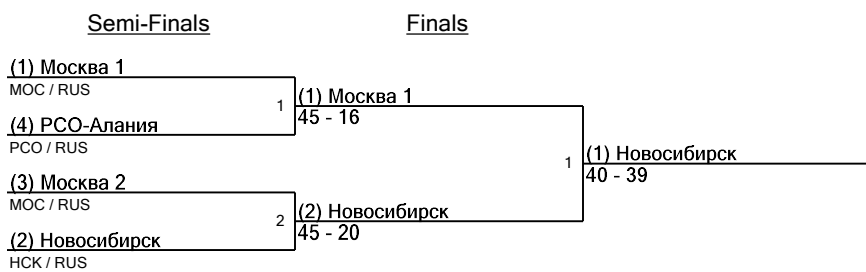 Semi-Finals
Finals
(1) Москва 1
МОС / RUS
1
(1) Москва 1
45 - 16
(4) РСО-Алания
РСО / RUS
1
(1) Новосибирск
40 - 39
(3) Москва 2
МОС / RUS
2
(2) Новосибирск
45 - 20
(2) Новосибирск
НСК / RUS